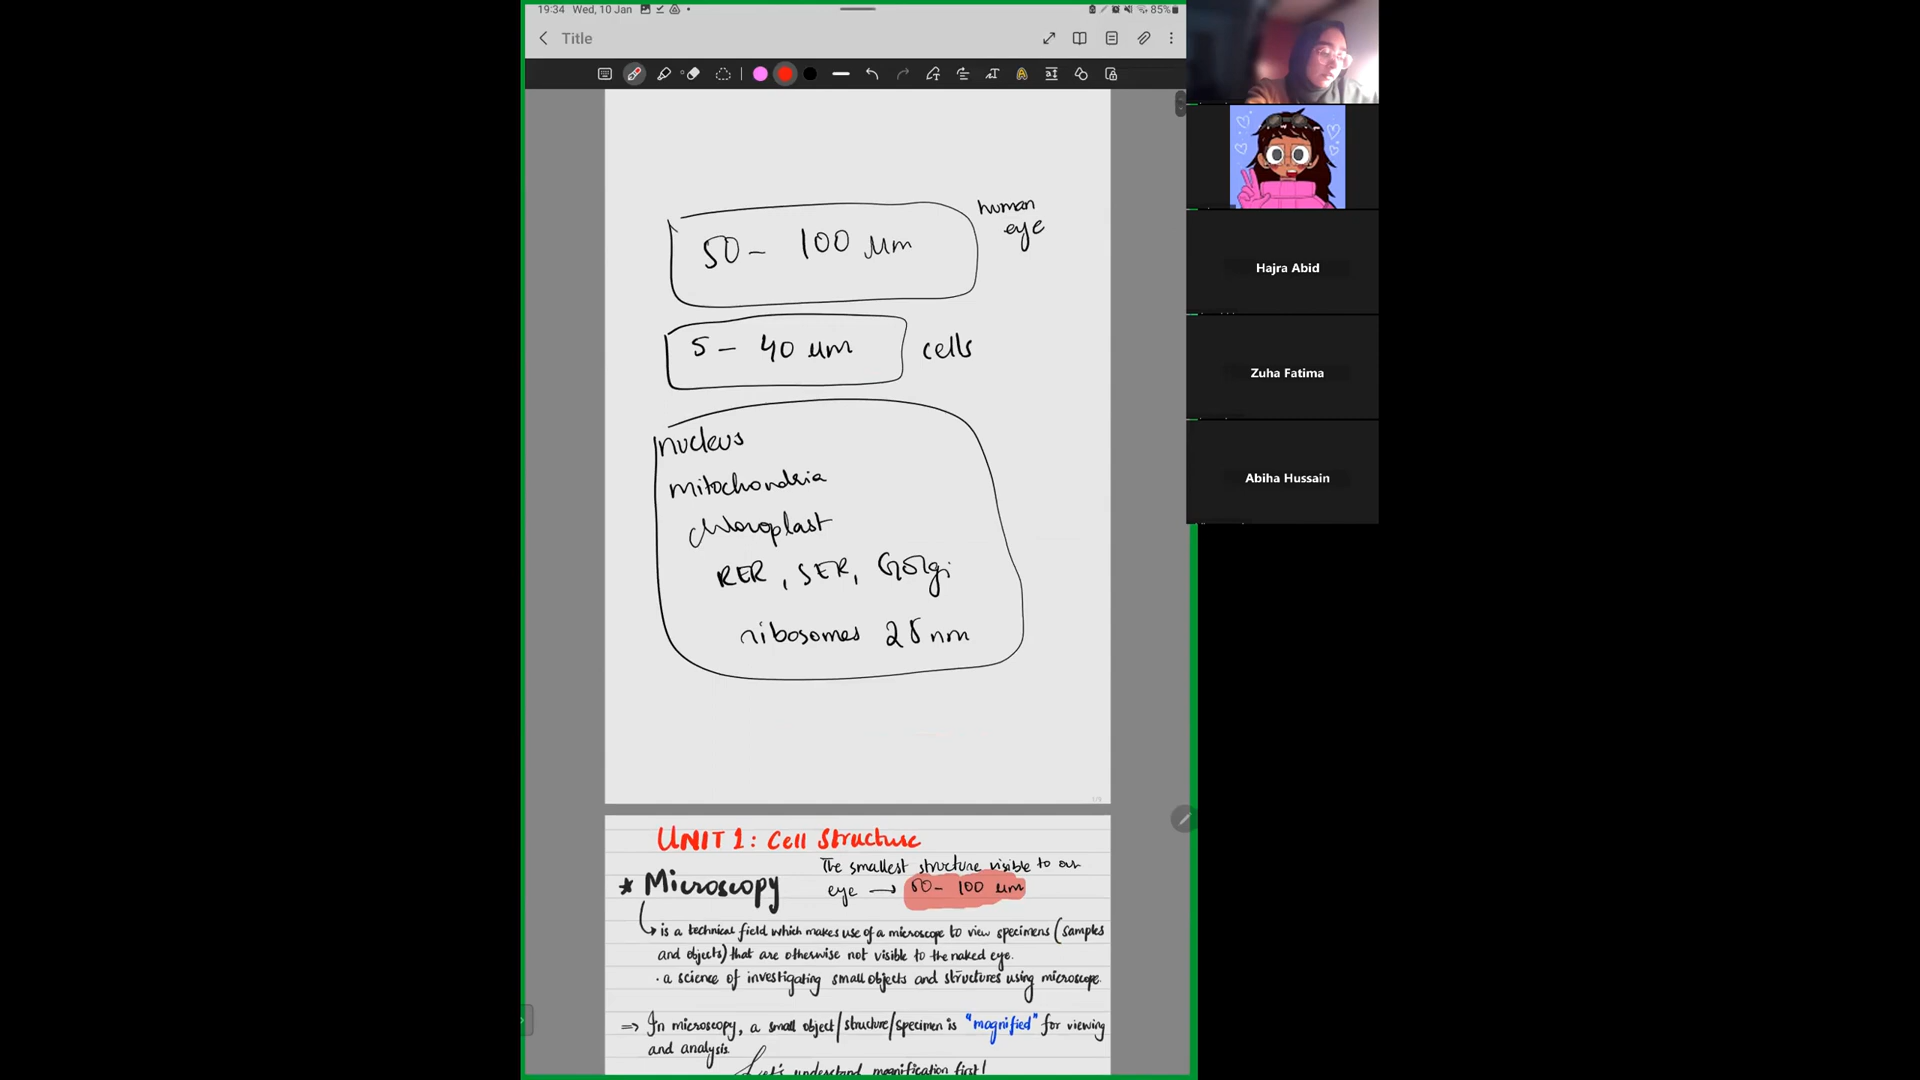 19:34 Wed, 10 Jan
85%
Title
50 - 100 µm
human
eye
5 - 40 µm
cells
nucleus
mitochondria
chloroplast
RER, SER, Golgi
ribosomes 25 nm
UNIT 1: Cell Structure
The smallest structure visible to our
* Microscopy
eye → 50 - 100 µm
is a technical field which makes use of a microscope to view specimens (samples
and objects) that are otherwise not visible to the naked eye.
· a science of investigating small objects and structures using microscope.
⇒ In microscopy, a small object/structure/specimen is "magnified" for viewing
and analysis.
Let's understand magnification first!
Hajra Abid
Zuha Fatima
Abiha Hussain